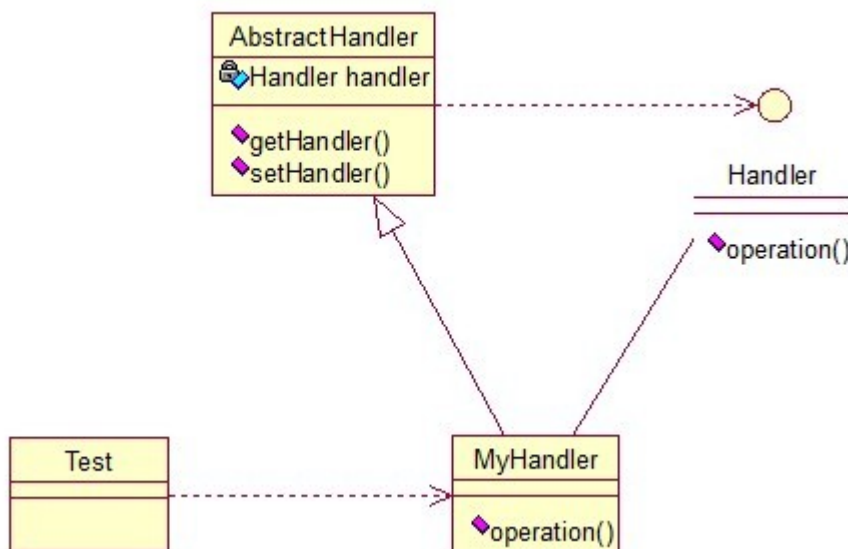 AbstractHandler
Handler handler
getHandler()
setHandler()
Handler
operation()
Test
MyHandler
operation()